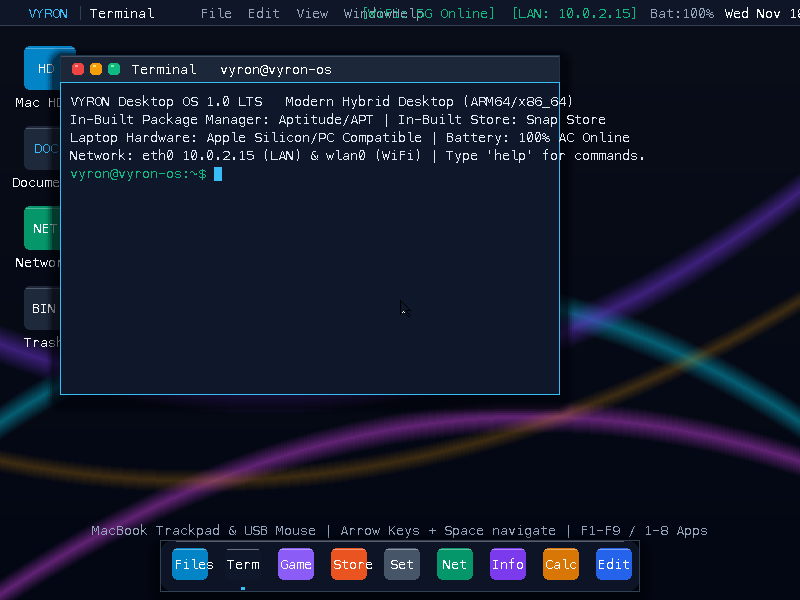 VYRON Terminal File Edit View Window [LAN: 10.0.2.15] Bat:100% Wed Nov
HD
Mac
Terminal vyron@vyron-os
VYRON Desktop OS 1.0 LTS Modern Hybrid Desktop (ARM64/x86_64)
In-Built Package Manager: Aptitude/APT | In-Built Store: Snap Store
Laptop Hardware: Apple Silicon/PC Compatible | Battery: 100% AC Online
Network: eth0 10.0.2.15 (LAN) & wlan0 (WiFi) | Type 'help' for commands.
vyron@vyron-os:~$
DOC
Docume
NET
Networ
BIN
Trash
MacBook Trackpad & USB Mouse | Arrow Keys + Space navigate | F1-F9 / 1-8 Apps
Files Term Game Store Set Net Info Calc Edit